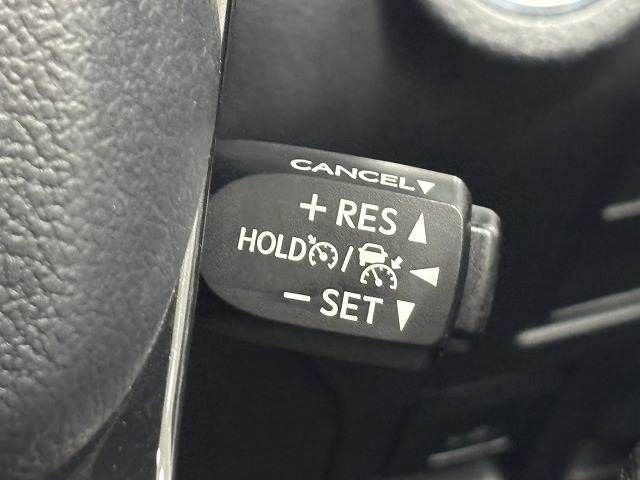 CANCEL▼
+ RES ▲
HOLD / ◀
− SET ▼